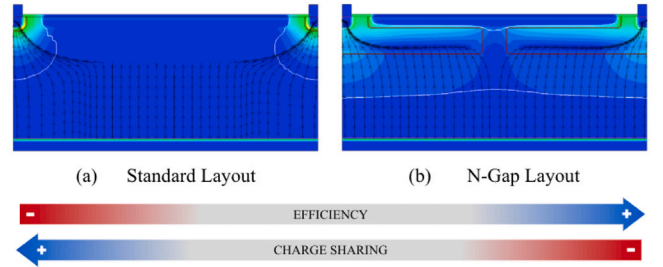 (a) Standard Layout
(b) N-Gap Layout
- EFFICIENCY +
+ CHARGE SHARING -